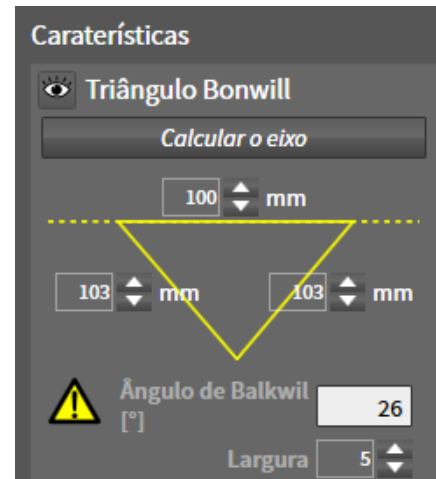 Caraterísticas
Triângulo Bonwill
Calcular o eixo
100 mm
103 mm 103 mm
Ângulo de Balkwil
[°] 26
Largura 5